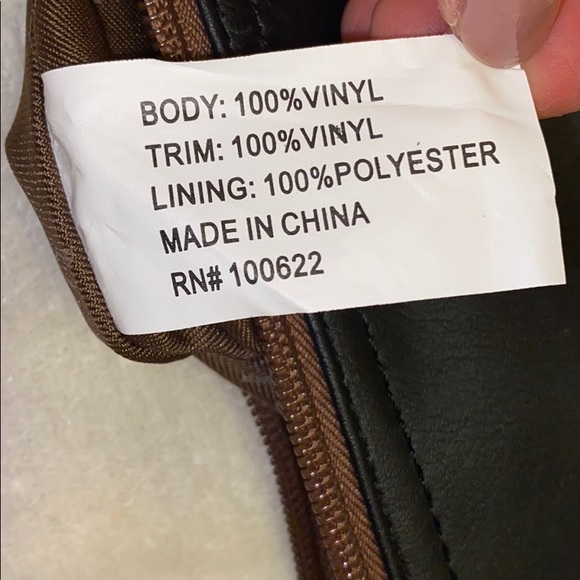 BODY: 100%VINYL
TRIM: 100%VINYL
LINING: 100%POLYESTER
MADE IN CHINA
RN# 100622